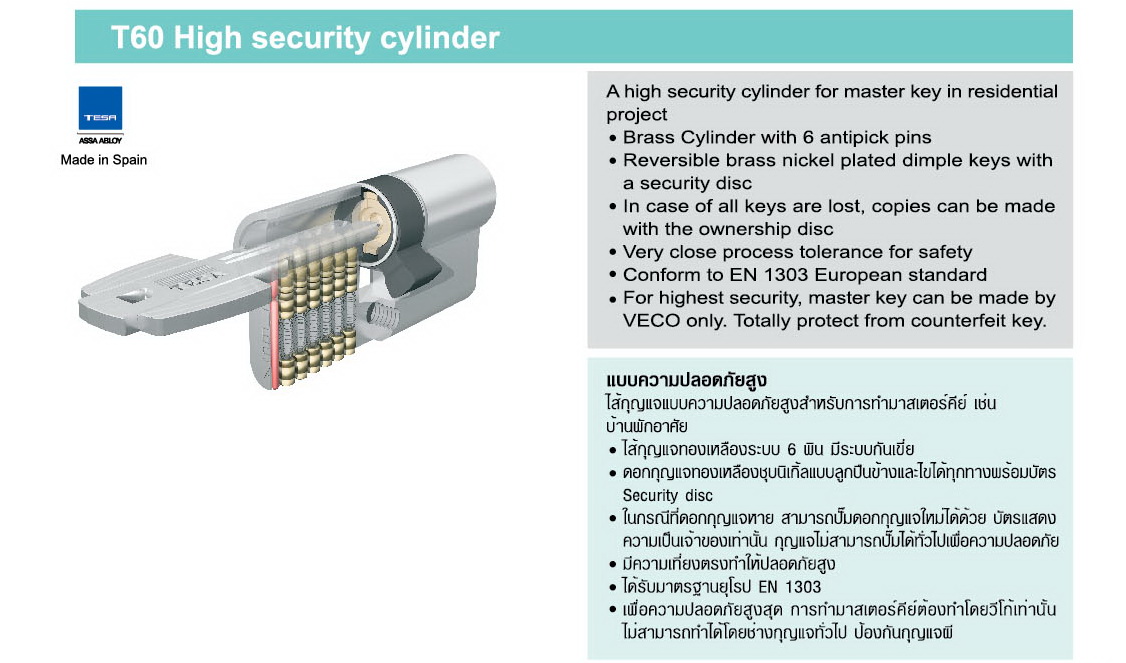 T60 High security cylinder
TESA
ASSA ABLOY
Made in Spain
TESA
A high security cylinder for master key in residential
project
• Brass Cylinder with 6 antipick pins
• Reversible brass nickel plated dimple keys with
a security disc
• In case of all keys are lost, copies can be made
with the ownership disc
• Very close process tolerance for safety
• Conform to EN 1303 European standard
• For highest security, master key can be made by
VECO only. Totally protect from counterfeit key.
แบบความปลอดภัยสูง
ไส้กุญแจแบบความปลอดภัยสูงสำหรับการทำมาสเตอร์คีย์ เช่น
บ้านพักอาศัย
• ไส้กุญแจทองเหลืองระบบ 6 พิน มีระบบกันเขี่ย
• ดอกกุญแจทองเหลืองชุบนิเกิ้ลแบบลูกปืนข้างและไขได้ทุกทางพร้อมบัตร
Security disc
• ในกรณีที่ดอกกุญแจหาย สามารถปั๊มดอกกุญแจใหม่ได้ด้วย บัตรแสดง
ความเป็นเจ้าของเท่านั้น กุญแจไม่สามารถปั๊มได้ทั่วไปเพื่อความปลอดภัย
• มีความเที่ยงตรงทำให้ปลอดภัยสูง
• ได้รับมาตรฐานยุโรป EN 1303
• เพื่อความปลอดภัยสูงสุด การทำมาสเตอร์คีย์ต้องทำโดยวีโก้เท่านั้น
ไม่สามารถทำได้โดยช่างกุญแจทั่วไป ป้องกันกุญแจผี